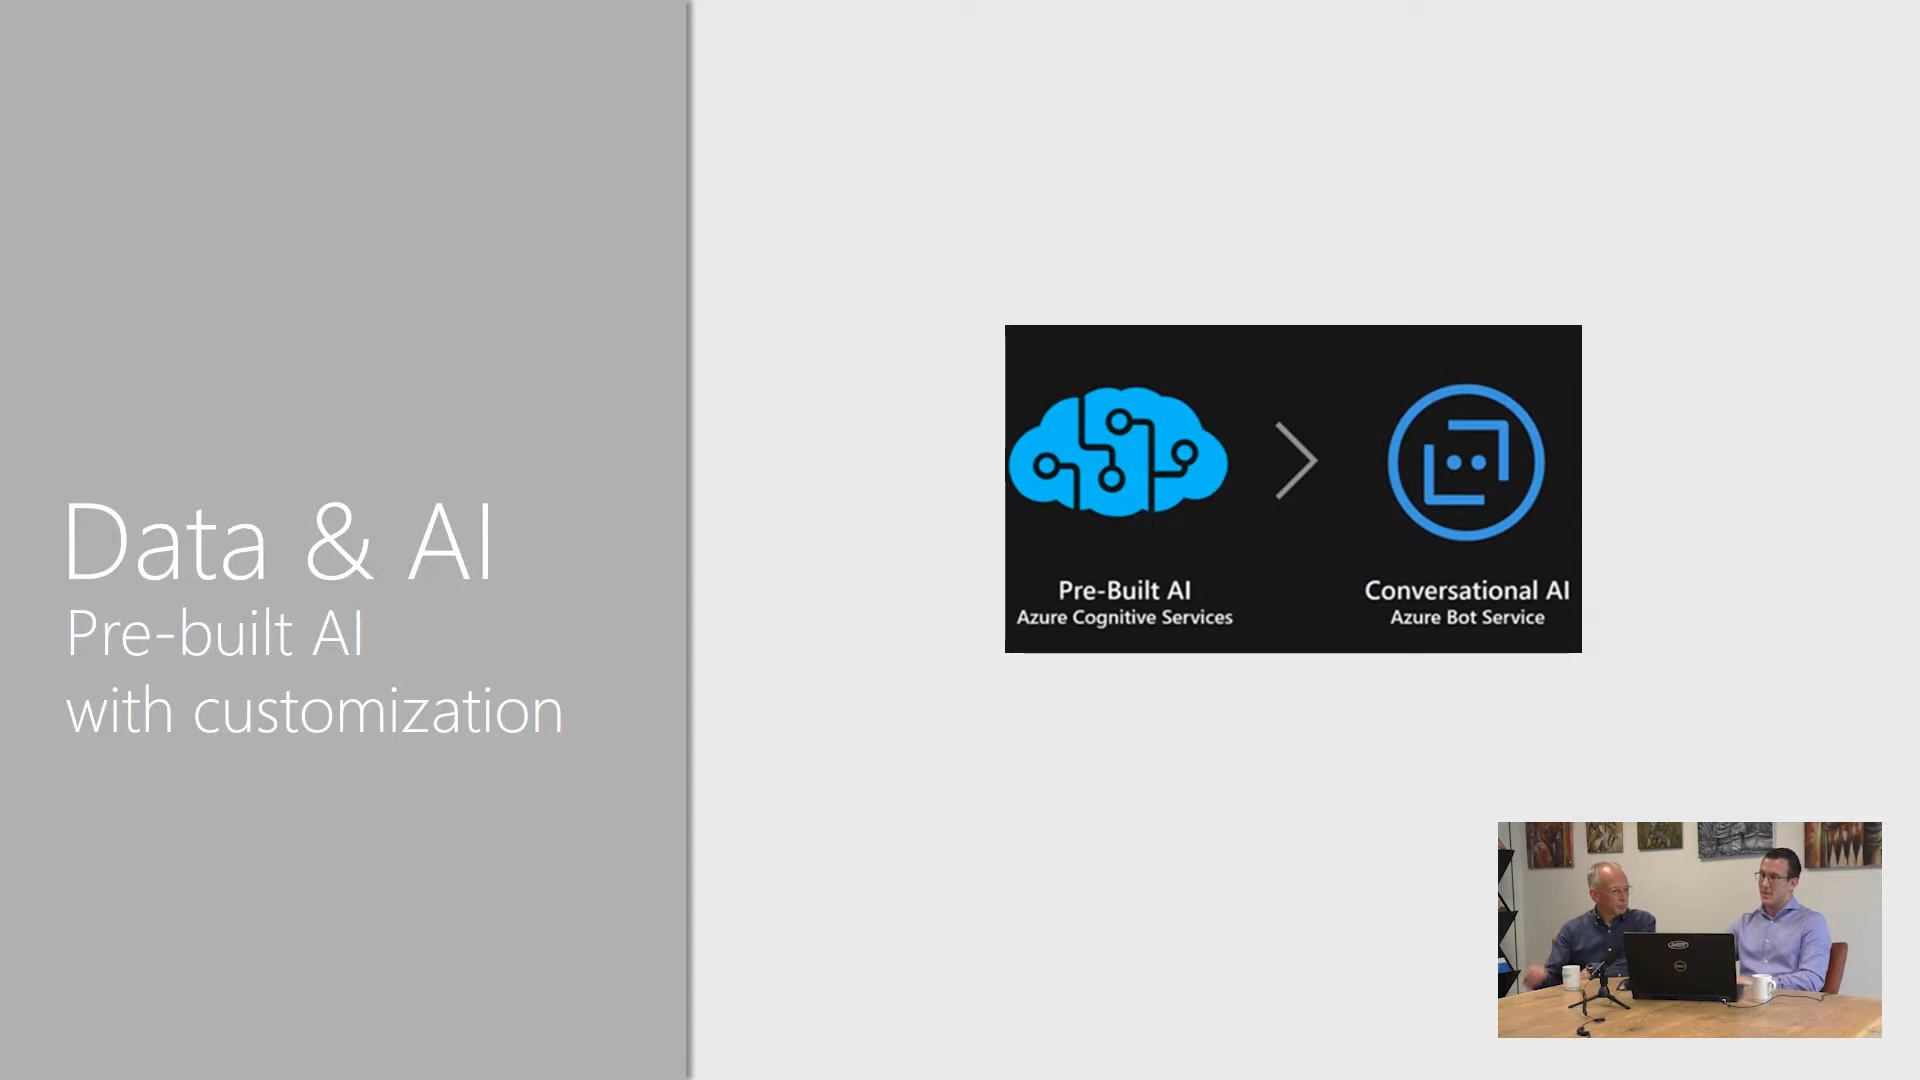 Data & AI
Pre-built AI
with customization
Pre-Built AI
Azure Cognitive Services
Conversational AI
Azure Bot Service